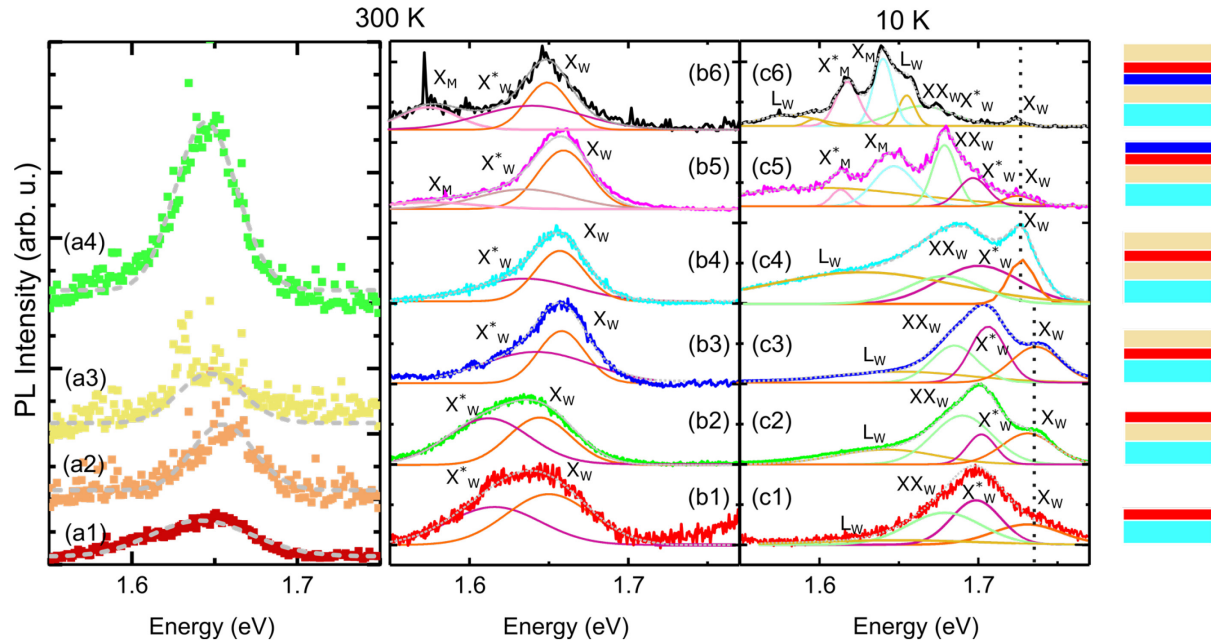 300 K
10 K
PL Intensity (arb. u.)
(a4)
(a3)
(a2)
(a1)
1.6
1.7
Energy (eV)
X_M
X*_W
X_W
(b6)
X_M
X*_W
X_W
(b5)
X*_W
X_W
(b4)
X*_W
X_W
(b3)
X*_W
X_W
(b2)
X*_W
X_W
(b1)
1.6
1.7
Energy (eV)
(c6)
L_W
X*_M
X_M
L_W
XX_W
X*_W
X_W
(c5)
X*_M
X_M
XX_W
X*_W
X_W
(c4)
L_W
XX_W
X*_W
X_W
(c3)
L_W
XX_W
X*_W
X_W
(c2)
L_W
XX_W
X*_W
X_W
(c1)
L_W
XX_W
X*_W
X_W
1.6
1.7
Energy (eV)